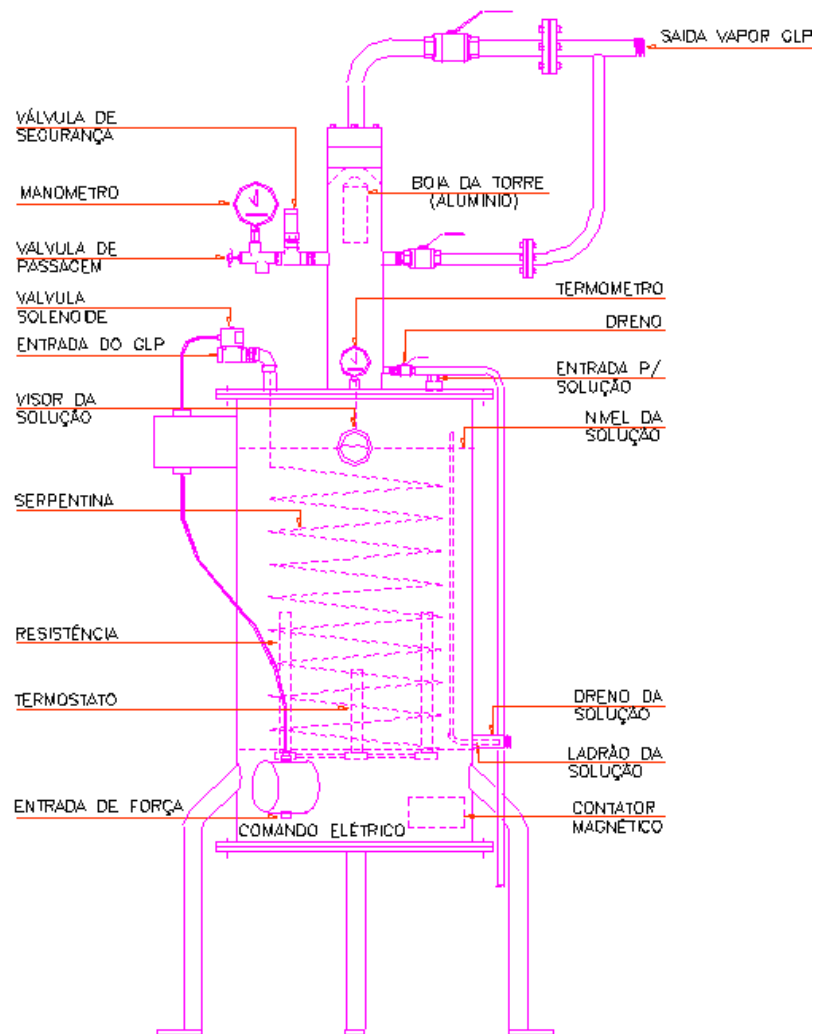 SAIDA VAPOR GLP
VÁLVULA DE
SEGURANÇA
BOIA DA TORRE
(ALUMINIO)
MANOMETRO
VALVULA DE
PASSAGEM
TERMOMETRO
VALVULA
SOLENOIDE
DRENO
ENTRADA DO GLP
ENTRADA P/
SOLUÇÃO
VISOR DA
SOLUÇÃO
NIVEL DA
SOLUÇÃO
SERPENTINA
RESISTÊNCIA
TERMOSTATO
DRENO DA
SOLUÇÃO
LADRÃO DA
SOLUÇÃO
ENTRADA DE FORÇA
CONTATOR
MAGNÉTICO
COMANDO ELÉTRICO